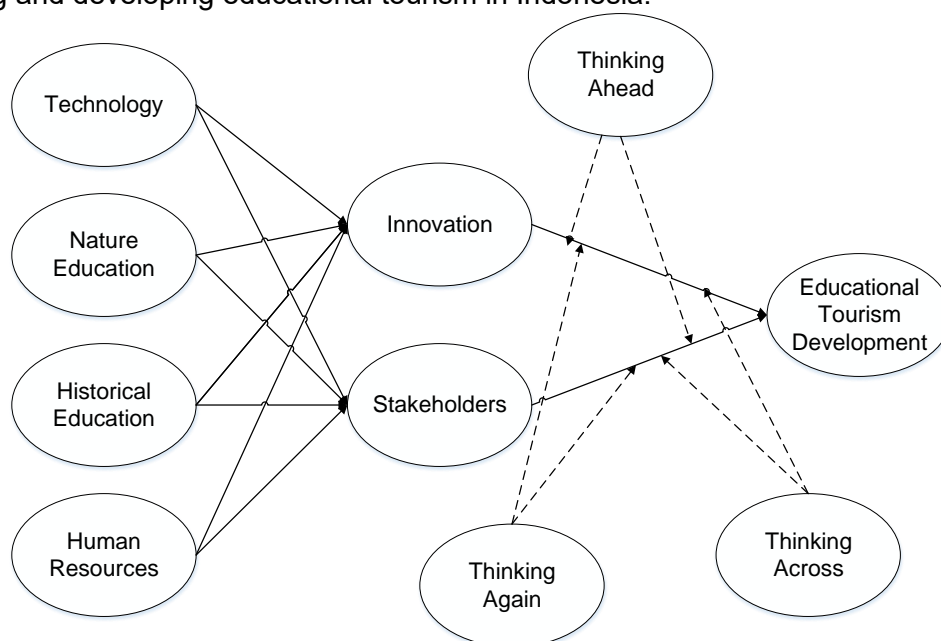 g and developing educational tourism in Indonesia.
Thinking
Ahead
Technology
Innovation
Nature
Education
Educational
Tourism
Development
Historical
Education
Stakeholders
Human
Resources
Thinking
Again
Thinking
Across